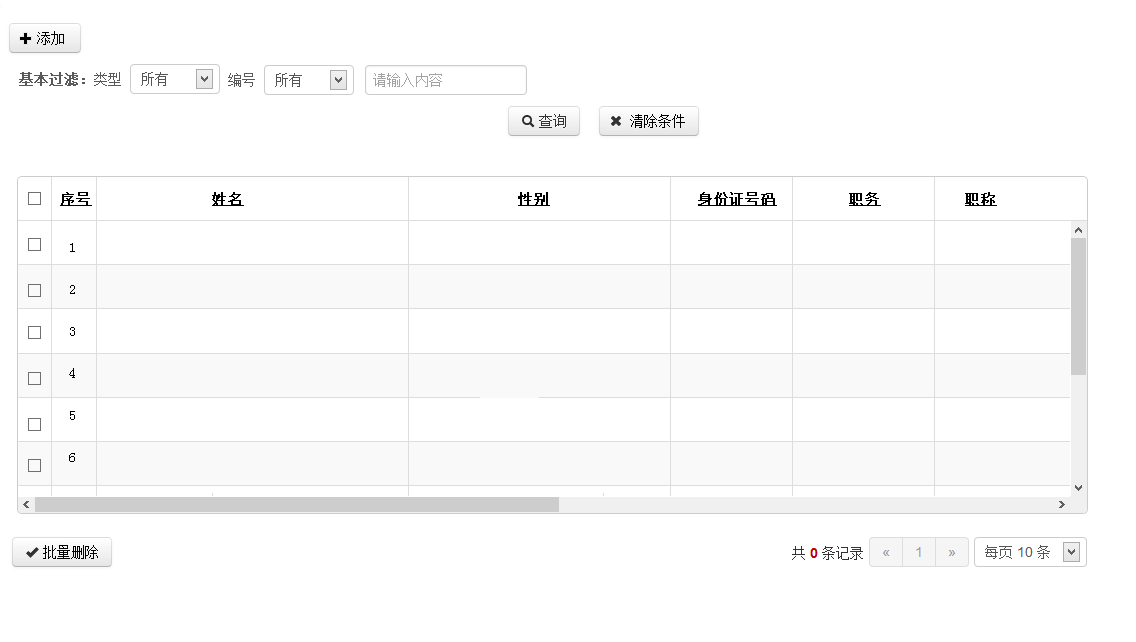 添加
基本过滤：类型 所有 编号 所有 请输入内容
查询 清除条件
序号 姓名 性别 身份证号码 职务 职称
1
2
3
4
5
6
批量删除 共 0 条记录 « 1 » 每页 10 条